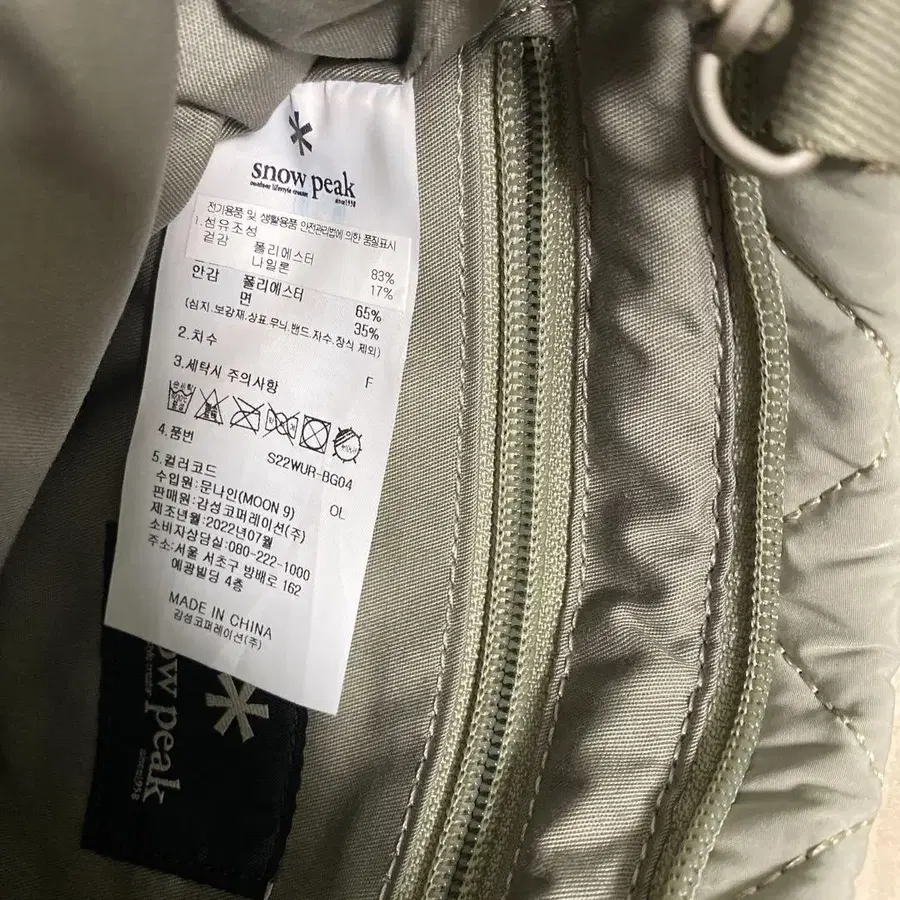 snow peak
outdoor lifestyle creator
since1958
전기용품 및 생활용품 안전관리법에 의한 품질표시
1.섬유조성
겉감 폴리에스터 83%
나일론 17%
안감 폴리에스터 65%
면 35%
(심지.보강재.상표.무늬.밴드.자수.장식 제외)
2.치수 F
3.세탁시 주의사항
손세탁
4.품번 S22WUR-BG04
5.컬러코드 OL
수입원:문나인(MOON 9)
판매원:감성코퍼레이션(주)
제조년월:2022년07월
소비자상담실:080-222-1000
주소:서울 서초구 방배로 162
예광빌딩 4층
MADE IN CHINA
감성코퍼레이션(주)
snow peak
since1958